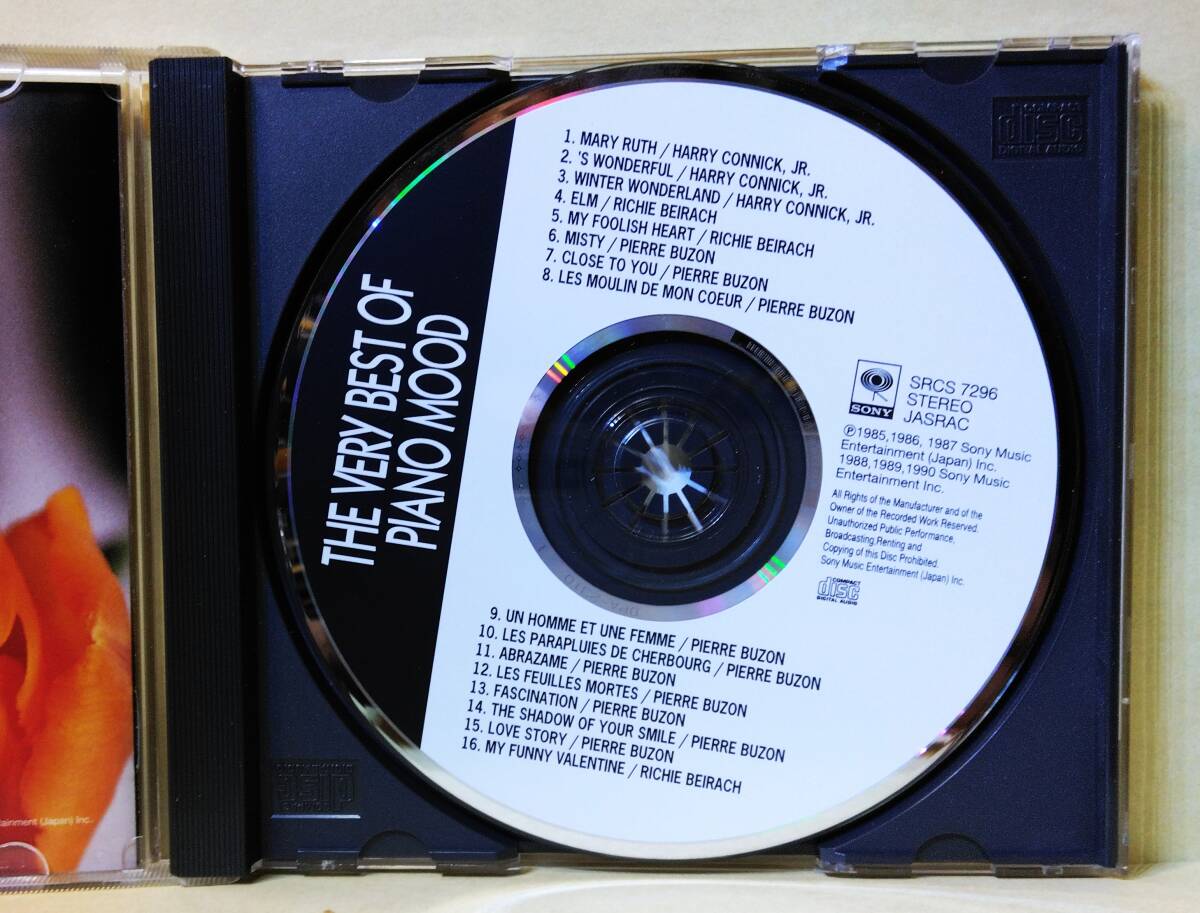 THE VERY BEST OF
PIANO MOOD
1. MARY RUTH / HARRY CONNICK, JR.
2. 'S WONDERFUL / HARRY CONNICK, JR.
3. WINTER WONDERLAND / HARRY CONNICK, JR.
4. ELM / RICHIE BEIRACH
5. MY FOOLISH HEART / RICHIE BEIRACH
6. MISTY / PIERRE BUZON
7. CLOSE TO YOU / PIERRE BUZON
8. LES MOULIN DE MON COEUR / PIERRE BUZON
SONY
SRCS 7296
STEREO
JASRAC
Ⓟ1985,1986, 1987 Sony Music
Entertainment (Japan) Inc.
1988,1989,1990 Sony Music
Entertainment Inc.
All Rights of the Manufacturer and of the
Owner of the Recorded Work Reserved.
Unauthorized Public Performance,
Broadcasting,Renting and
Copying of this Disc Prohibited.
Sony Music Entertainment (Japan) Inc.
COMPACT
disc
DIGITAL AUDIO
9. UN HOMME ET UNE FEMME / PIERRE BUZON
10. LES PARAPLUIES DE CHERBOURG / PIERRE BUZON
11. ABRAZAME / PIERRE BUZON
12. LES FEUILLES MORTES / PIERRE BUZON
13. FASCINATION / PIERRE BUZON
14. THE SHADOW OF YOUR SMILE / PIERRE BUZON
15. LOVE STORY / PIERRE BUZON
16. MY FUNNY VALENTINE / RICHIE BEIRACH
COMPACT
disc
DIGITAL AUDIO
(Japan) Inc.